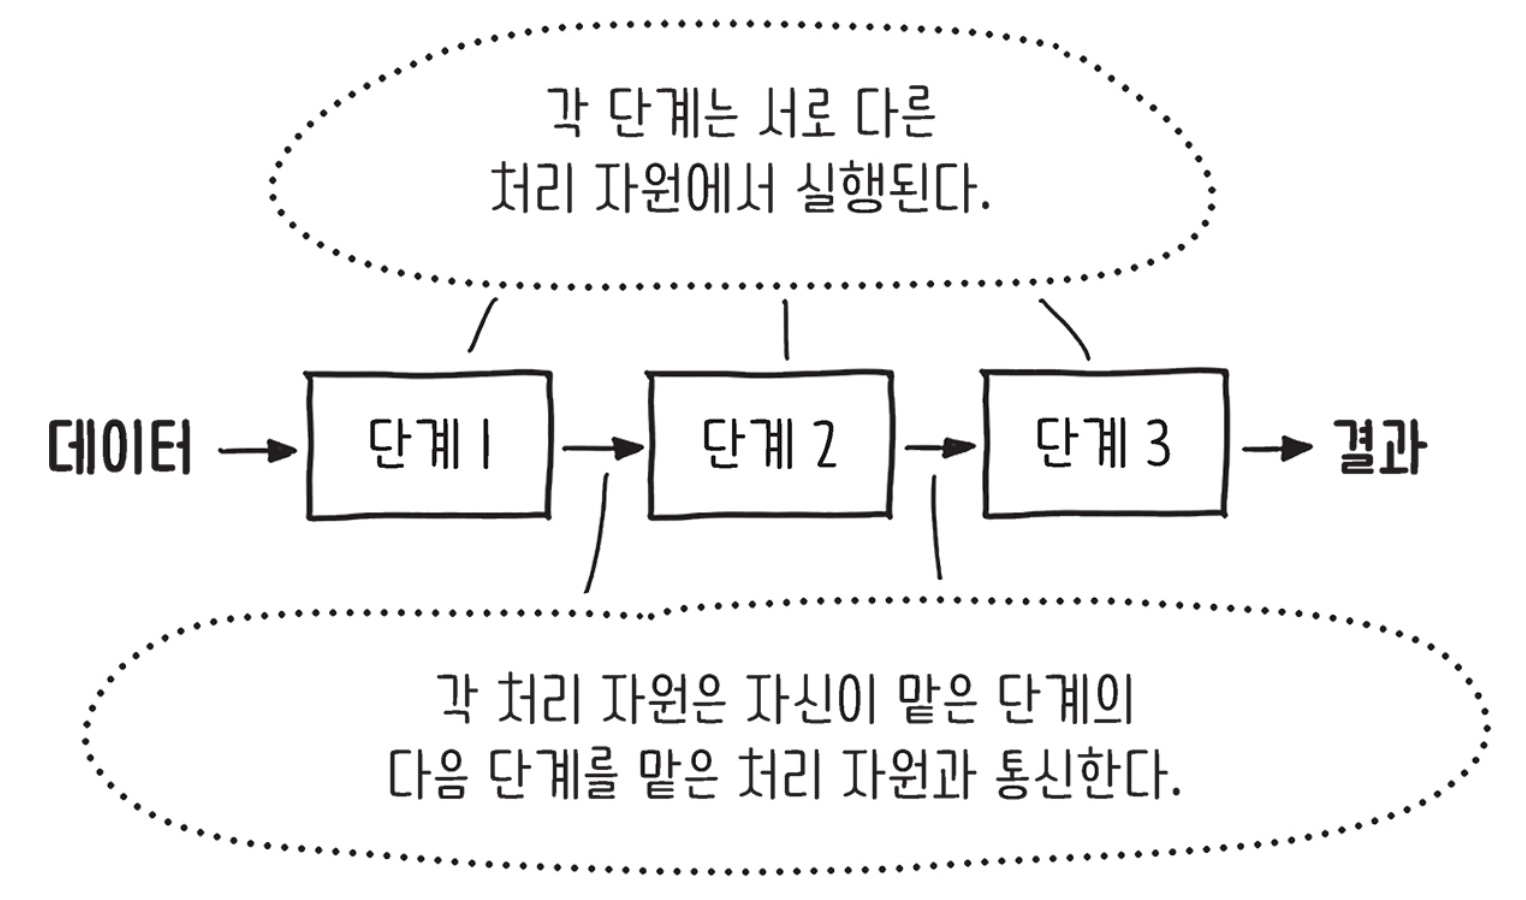 각 단계는 서로 다른
처리 자원에서 실행된다.
데이터
단계 1
단계 2
단계 3
결과
각 처리 자원은 자신이 맡은 단계의
다음 단계를 맡은 처리 자원과 통신한다.